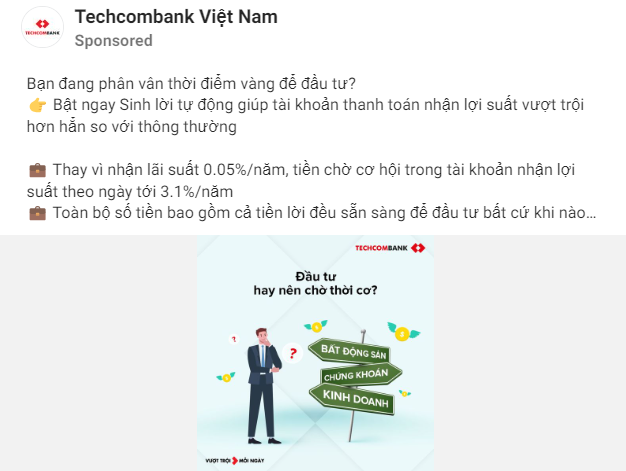 Techcombank Việt Nam
TECHCOMBANK
Sponsored
Bạn đang phân vân thời điểm vàng để đầu tư?
👉 Bật ngay Sinh lời tự động giúp tài khoản thanh toán nhận lợi suất vượt trội
hơn hẳn so với thông thường
💼 Thay vì nhận lãi suất 0.05%/năm, tiền chờ cơ hội trong tài khoản nhận lợi
suất theo ngày tới 3.1%/năm
💼 Toàn bộ số tiền bao gồm cả tiền lời đều sẵn sàng để đầu tư bất cứ khi nào…
TECHCOMBANK
Đầu tư
hay nên chờ thời cơ?
?
?
BẤT ĐỘNG SẢN
CHỨNG KHOÁN
KINH DOANH
VƯỢT TRỘI MỖI NGÀY